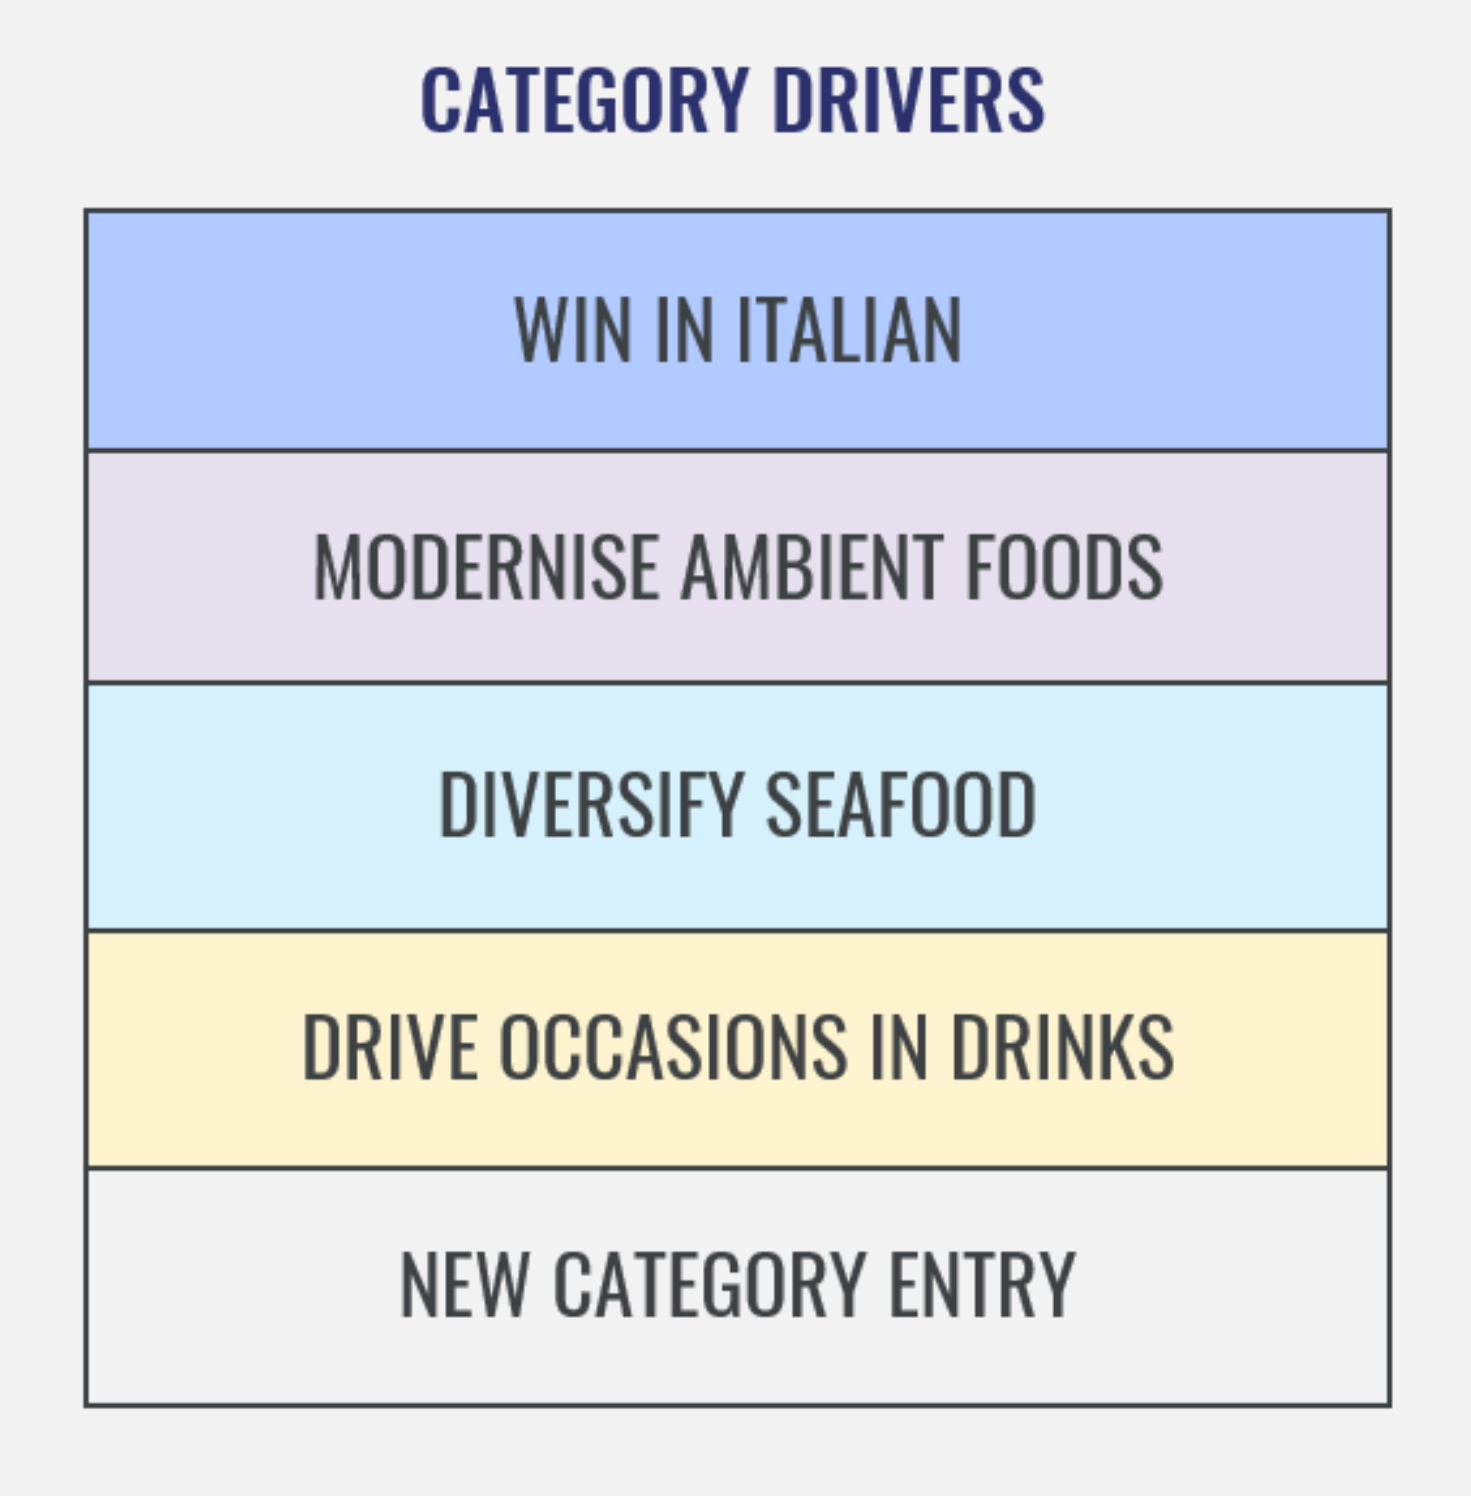 CATEGORY DRIVERS
WIN IN ITALIAN
MODERNISE AMBIENT FOODS
DIVERSIFY SEAFOOD
DRIVE OCCASIONS IN DRINKS
NEW CATEGORY ENTRY